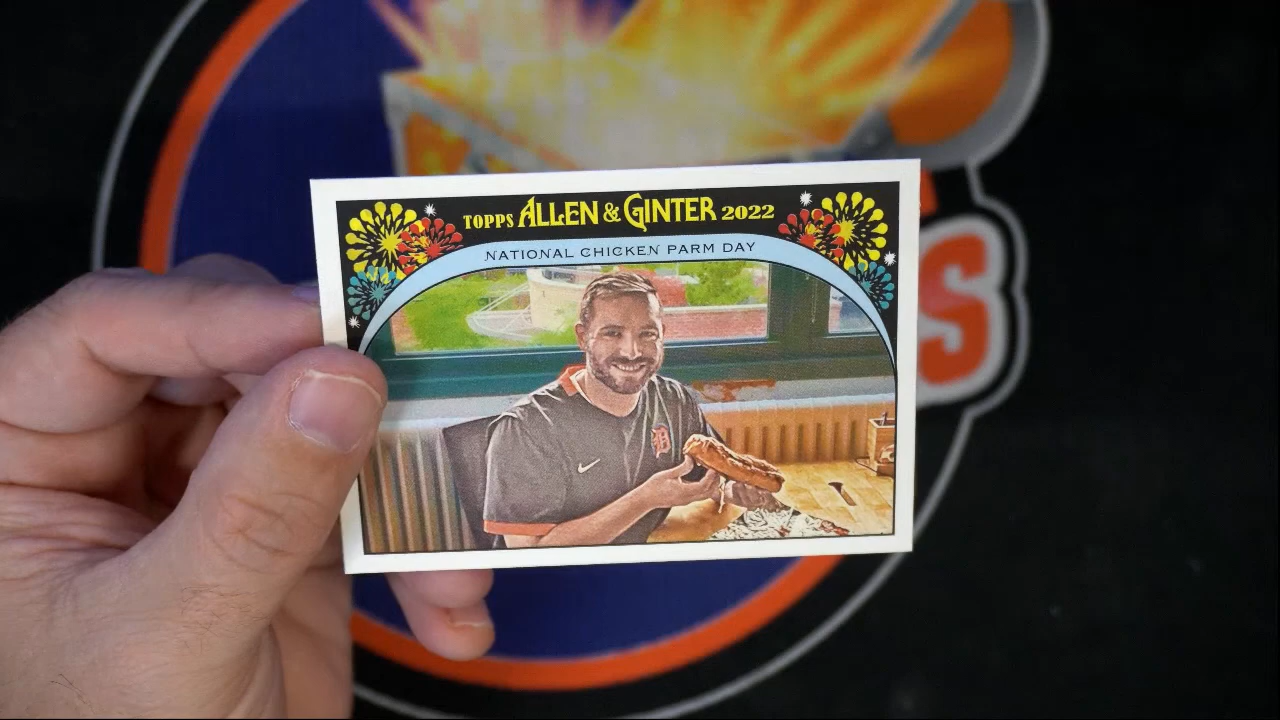 TOPPS ALLEN & GINTER 2022
NATIONAL CHICKEN PARM DAY
D
S